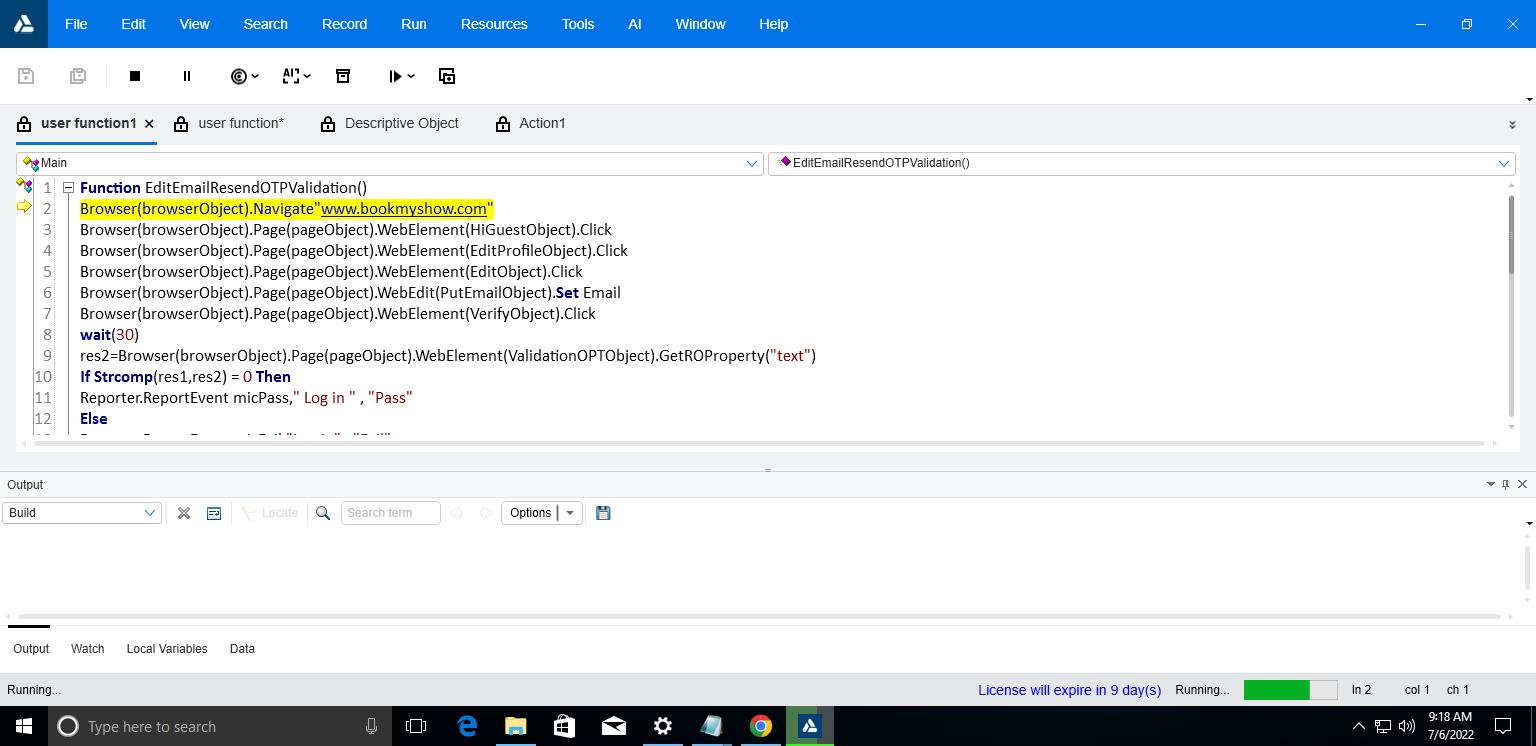 File Edit View Search Record Run Resources Tools AI Window Help
user function1 user function* Descriptive Object Action1
Main EditEmailResendOTPValidation()
1 Function EditEmailResendOTPValidation()
2 Browser(browserObject).Navigate"www.bookmyshow.com"
3 Browser(browserObject).Page(pageObject).WebElement(HiGuestObject).Click
4 Browser(browserObject).Page(pageObject).WebElement(EditProfileObject).Click
5 Browser(browserObject).Page(pageObject).WebElement(EditObject).Click
6 Browser(browserObject).Page(pageObject).WebEdit(PutEmailObject).Set Email
7 Browser(browserObject).Page(pageObject).WebElement(VerifyObject).Click
8 wait(30)
9 res2=Browser(browserObject).Page(pageObject).WebElement(ValidationOPTObject).GetROProperty("text")
10 If Strcomp(res1,res2) = 0 Then
11 Reporter.ReportEvent micPass," Log in " , "Pass"
12 Else
Output
Build Locate Search term Options
Output Watch Local Variables Data
Running... License will expire in 9 day(s) Running... ln 2 col 1 ch 1
Type here to search 9:18 AM
7/6/2022